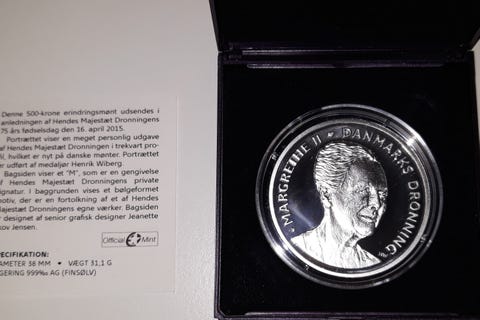 Denne 500-krone erindringsmønt udsendes i
anledningen af Hendes Majestæt Dronningens
75 års fødselsdag den 16. april 2015.
Portrættet viser en meget personlig udgave
af Hendes Majestæt Dronningen i trekvart pro-
fil, hvilket er nyt på danske mønter. Portrættet
er udført af medaljør Henrik Wiberg.
Bagsiden viser et "M", som er en gengivelse
af Hendes Majestæt Dronningens private
signatur. I baggrunden vises et bølgeformet
motiv, der er en fortolkning af et af Hendes
Majestæt Dronningens egne værker. Bagsiden
er designet af senior grafisk designer Jeanette
kov Jensen.
Official Mint
SPECIFIKATION:
AMETER 38 MM • VÆGT 31,1 G
GERING 999‰ AG (FINSØLV)
MARGRETHE II DANMARKS DRONNING